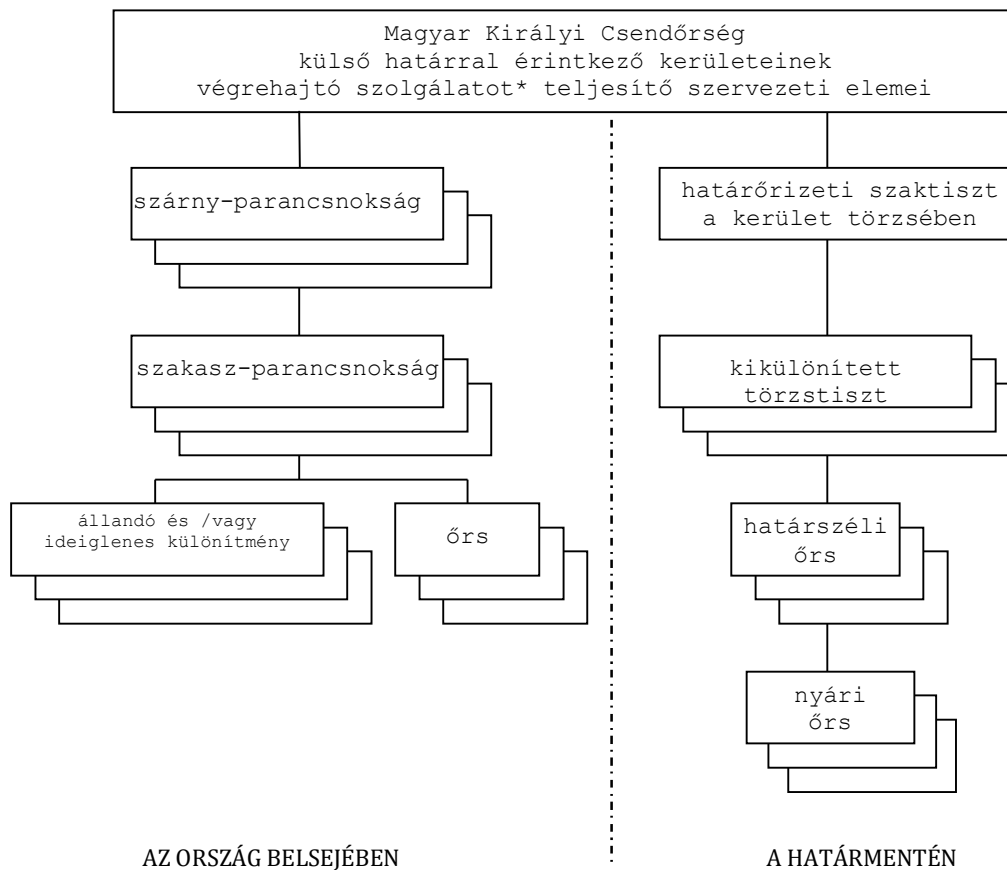 Magyar Királyi Csendőrség
külső határral érintkező kerületeinek
végrehajtó szolgálatot* teljesítő szervezeti elemei
szárny-parancsnokság
szakasz-parancsnokság
állandó és /vagy
ideiglenes különítmény
őrs
határőrizeti szaktiszt
a kerület törzsében
kikülönített
törzstiszt
határszéli
őrs
nyári
őrs
AZ ORSZÁG BELSEJÉBEN
A HATÁRMENTÉN